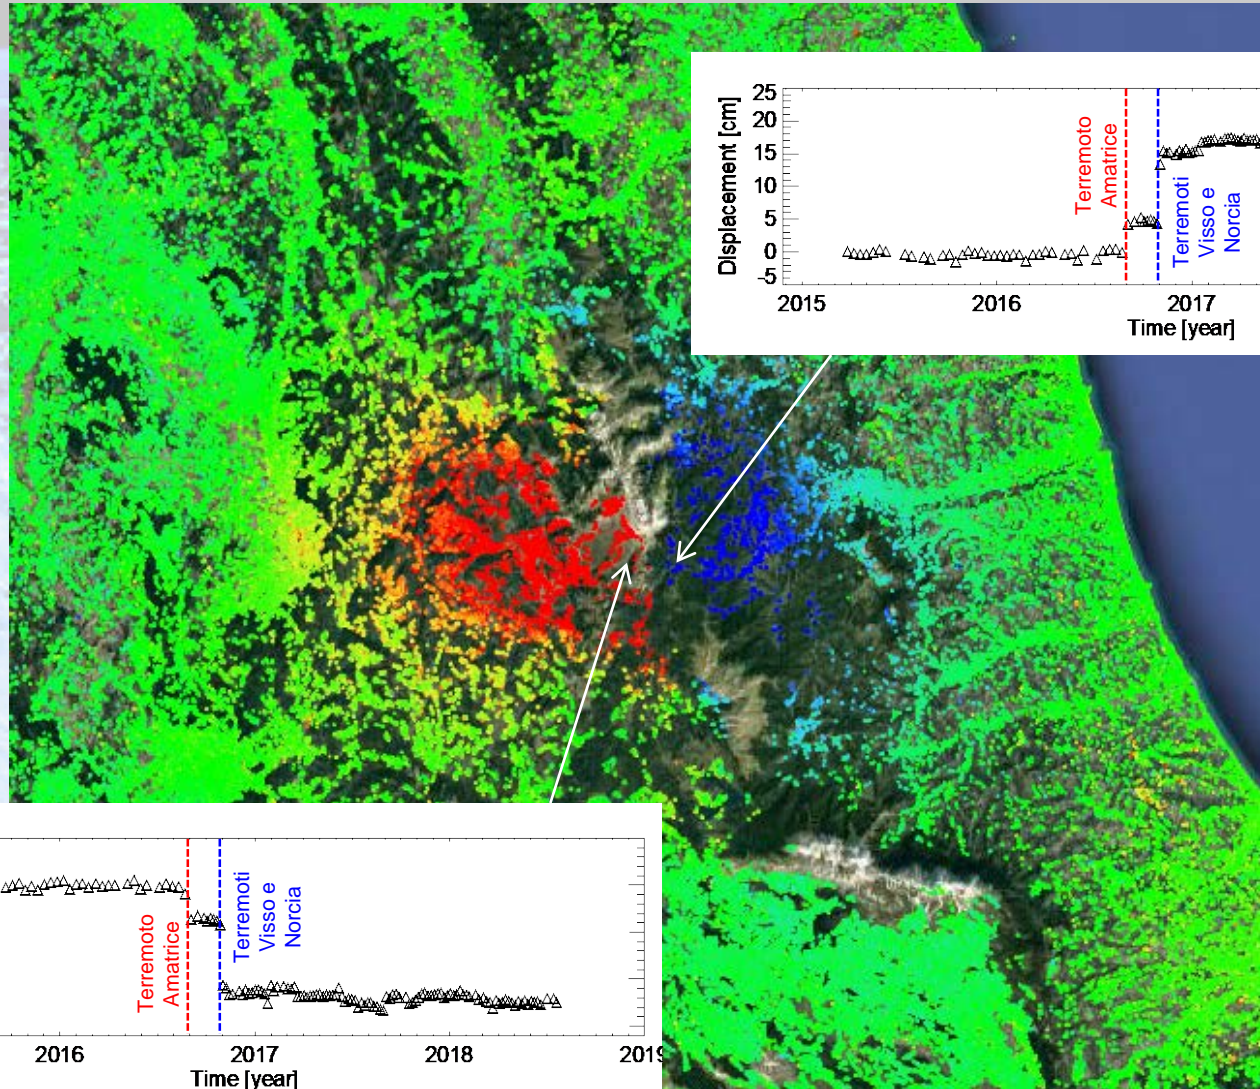 Displacement [cm]
25
20
15
10
5
0
-5
Terremoto
Amatrice
Terremoti
Visso e
Norcia
2015
2016
2017
Time [year]
Terremoto
Amatrice
Terremoti
Visso e
Norcia
2016
2017
2018
2019
Time [year]